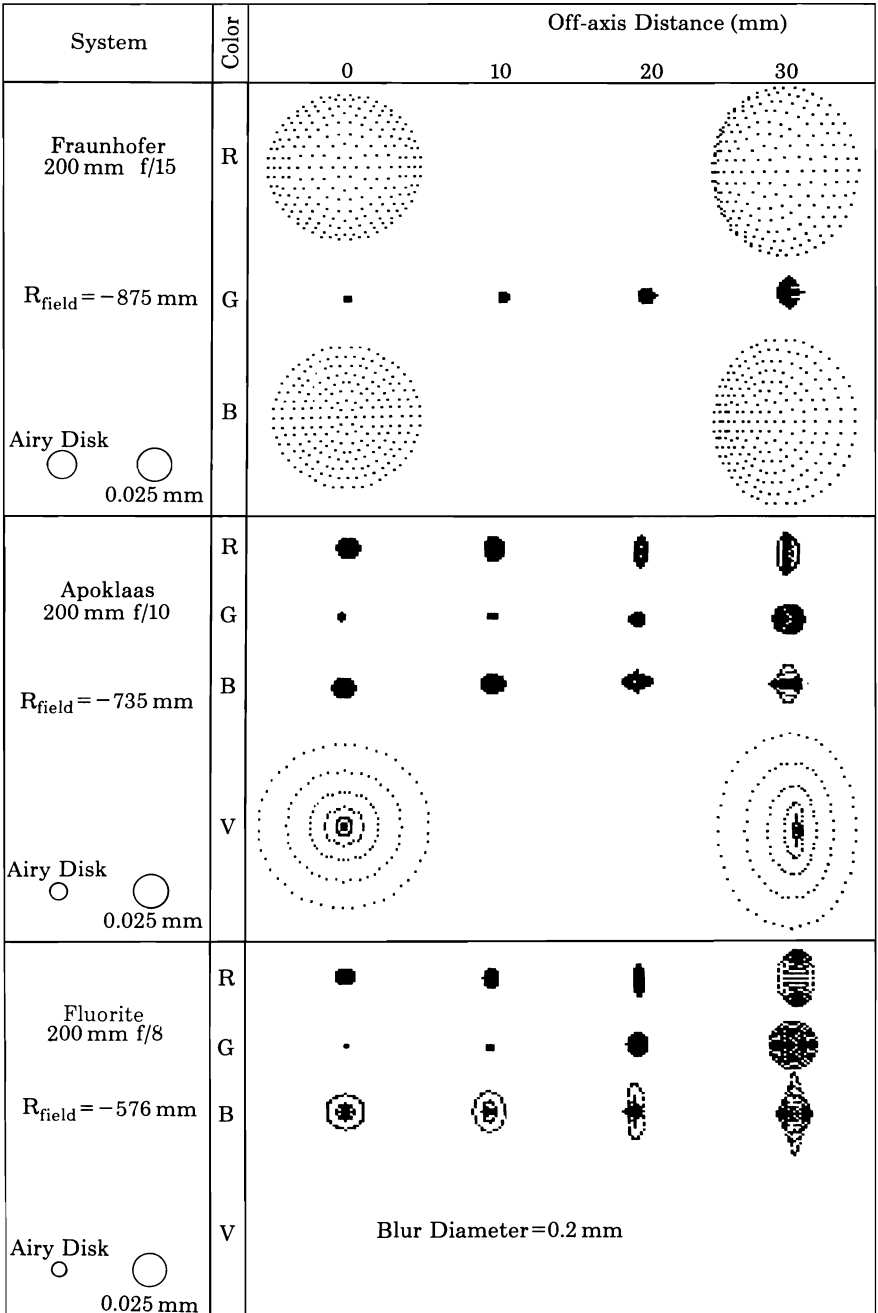 System
Color
Off-axis Distance (mm)
0 10 20 30
Fraunhofer
200 mm f/15
R
R_field = −875 mm
G
B
Airy Disk
0.025 mm
R
Apoklaas
200 mm f/10
G
B
R_field = −735 mm
V
Airy Disk
0.025 mm
R
Fluorite
200 mm f/8
G
R_field = −576 mm
B
V
Blur Diameter=0.2 mm
Airy Disk
0.025 mm